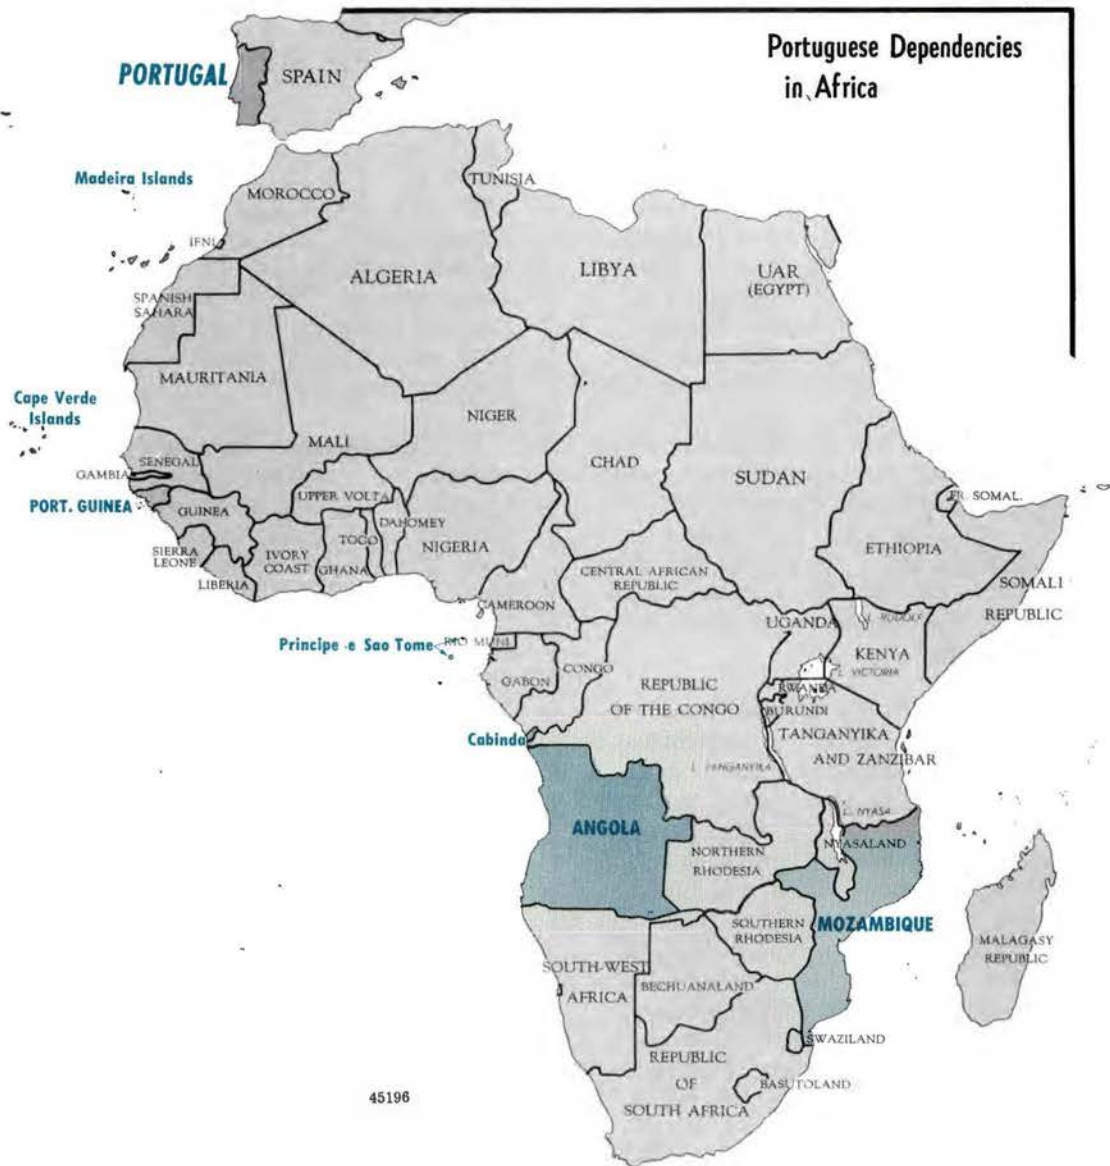 Portuguese Dependencies
in Africa
PORTUGAL
SPAIN
Madeira Islands
MOROCCO
TUNISIA
IFNI
ALGERIA
LIBYA
UAR
(EGYPT)
SPANISH
SAHARA
MAURITANIA
Cape Verde
Islands
NIGER
MALI
CHAD
SUDAN
SENEGAL
GAMBIA
UPPER VOLTA
FR. SOMAL.
PORT. GUINEA
GUINEA
DAHOMEY
TOGO
NIGERIA
ETHIOPIA
SIERRA
LEONE
IVORY
COAST
GHANA
LIBERIA
CENTRAL AFRICAN
REPUBLIC
SOMALI
REPUBLIC
CAMEROON
UGANDA
L. RUDOLF
Principe e Sao Tome
RIO MUNI
KENYA
L. VICTORIA
GABON
CONGO
REPUBLIC
OF THE CONGO
RWANDA
BURUNDI
TANGANYIKA
AND ZANZIBAR
Cabinda
L. TANGANYIKA
L. NYASA
ANGOLA
NYASALAND
NORTHERN
RHODESIA
SOUTHERN
RHODESIA
MOZAMBIQUE
MALAGASY
REPUBLIC
SOUTH-WEST
AFRICA
BECHUANALAND
SWAZILAND
REPUBLIC
OF
SOUTH AFRICA
BASUTOLAND
45196